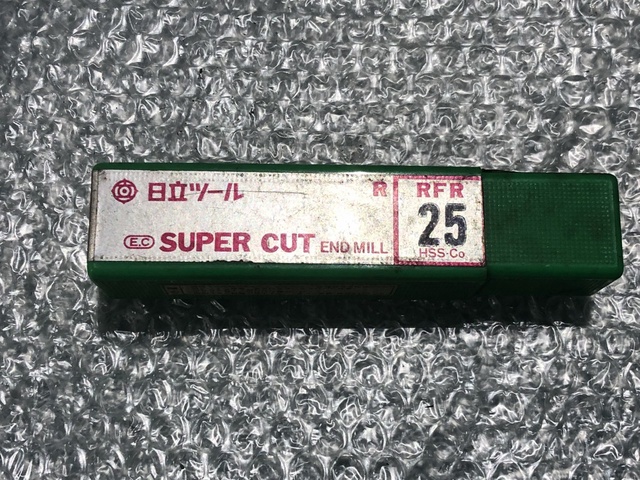 日立ツール
R
RFR
E.C SUPER CUT END MILL
25
HSS-Co